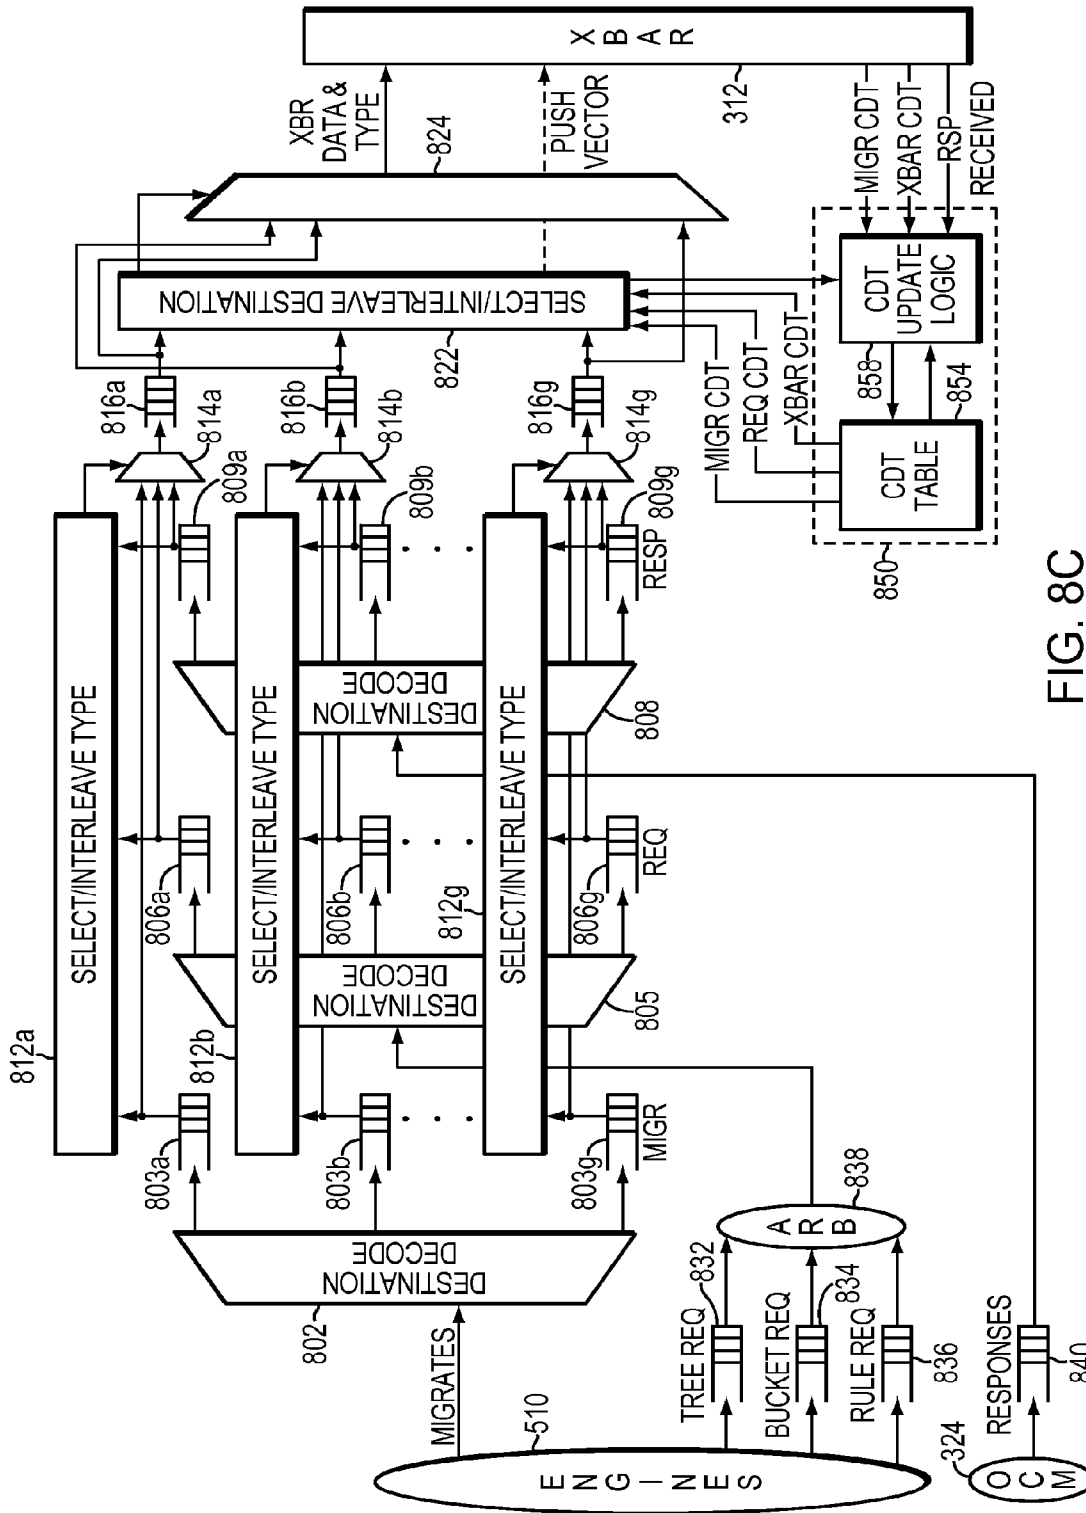 812a
SELECT/INTERLEAVE TYPE
803a
806a
809a
814a
816a
812b
SELECT/INTERLEAVE TYPE
803b
806b
809b
814b
816b
812g
SELECT/INTERLEAVE TYPE
803g
806g
809g
814g
816g
MIGR
REQ
RESP
802
DESTINATION
DECODE
805
DESTINATION
DECODE
808
DESTINATION
DECODE
822
SELECT/INTERLEAVE DESTINATION
824
XBR
DATA &
TYPE
PUSH
VECTOR
XBAR
312
MIGRATES
510
ENGINES
TREE REQ
832
BUCKET REQ
834
RULE REQ
836
ARB
838
324
OCM
RESPONSES
840
MIGR CDT
REQ CDT
XBAR CDT
850
CDT
TABLE
854
858
CDT
UPDATE
LOGIC
MIGR CDT
XBAR CDT
RSP
RECEIVED
FIG. 8C